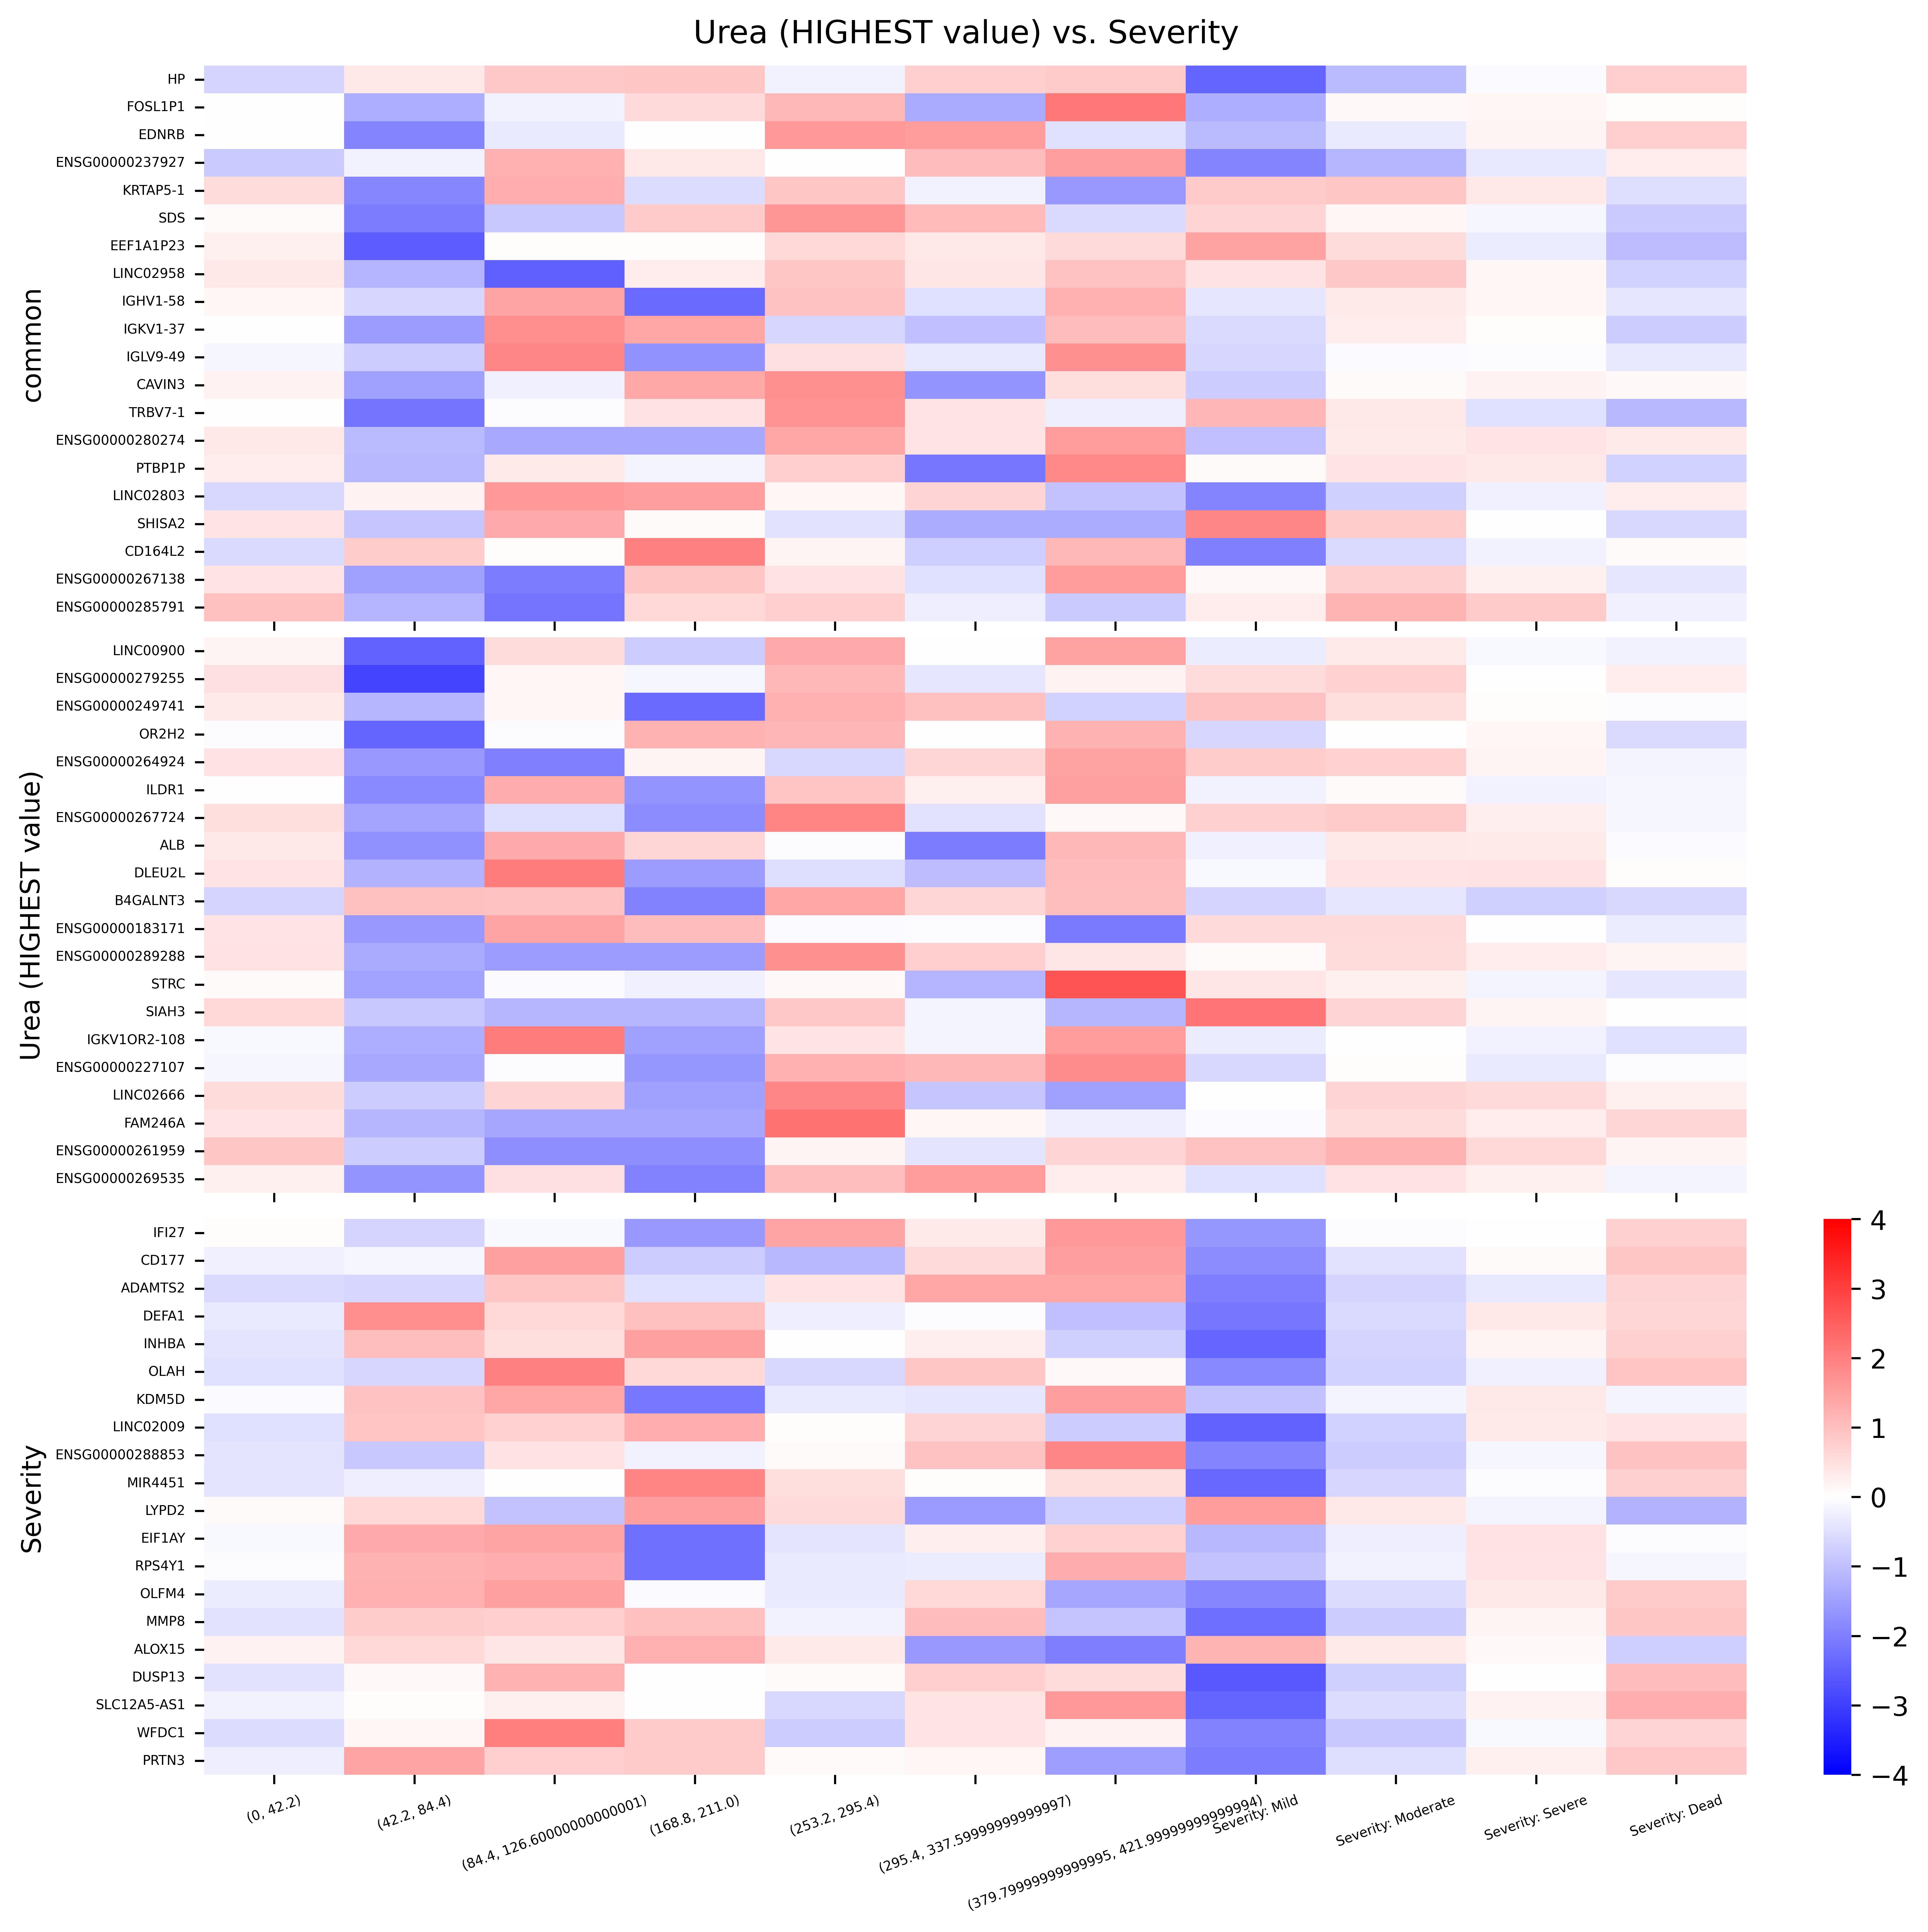 Urea (HIGHEST value) vs. Severity
common
HP
FOSL1P1
EDNRB
ENSG00000237927
KRTAP5-1
SDS
EEF1A1P23
LINC02958
IGHV1-58
IGKV1-37
IGLV9-49
CAVIN3
TRBV7-1
ENSG00000280274
PTBP1P
LINC02803
SHISA2
CD164L2
ENSG00000267138
ENSG00000285791
Urea (HIGHEST value)
LINC00900
ENSG00000279255
ENSG00000249741
OR2H2
ENSG00000264924
ILDR1
ENSG00000267724
ALB
DLEU2L
B4GALNT3
ENSG00000183171
ENSG00000289288
STRC
SIAH3
IGKV1OR2-108
ENSG00000227107
LINC02666
FAM246A
ENSG00000261959
ENSG00000269535
Severity
IFI27
CD177
ADAMTS2
DEFA1
INHBA
OLAH
KDM5D
LINC02009
ENSG00000288853
MIR4451
LYPD2
EIF1AY
RPS4Y1
OLFM4
MMP8
ALOX15
DUSP13
SLC12A5-AS1
WFDC1
PRTN3
4
3
2
1
0
−1
−2
−3
−4
(0, 42.2)
(42.2, 84.4)
(84.4, 126.60000000000001)
(168.8, 211.0)
(253.2, 295.4)
(295.4, 337.59999999999997)
(379.79999999999995, 421.99999999999994)
Severity: Mild
Severity: Moderate
Severity: Severe
Severity: Dead